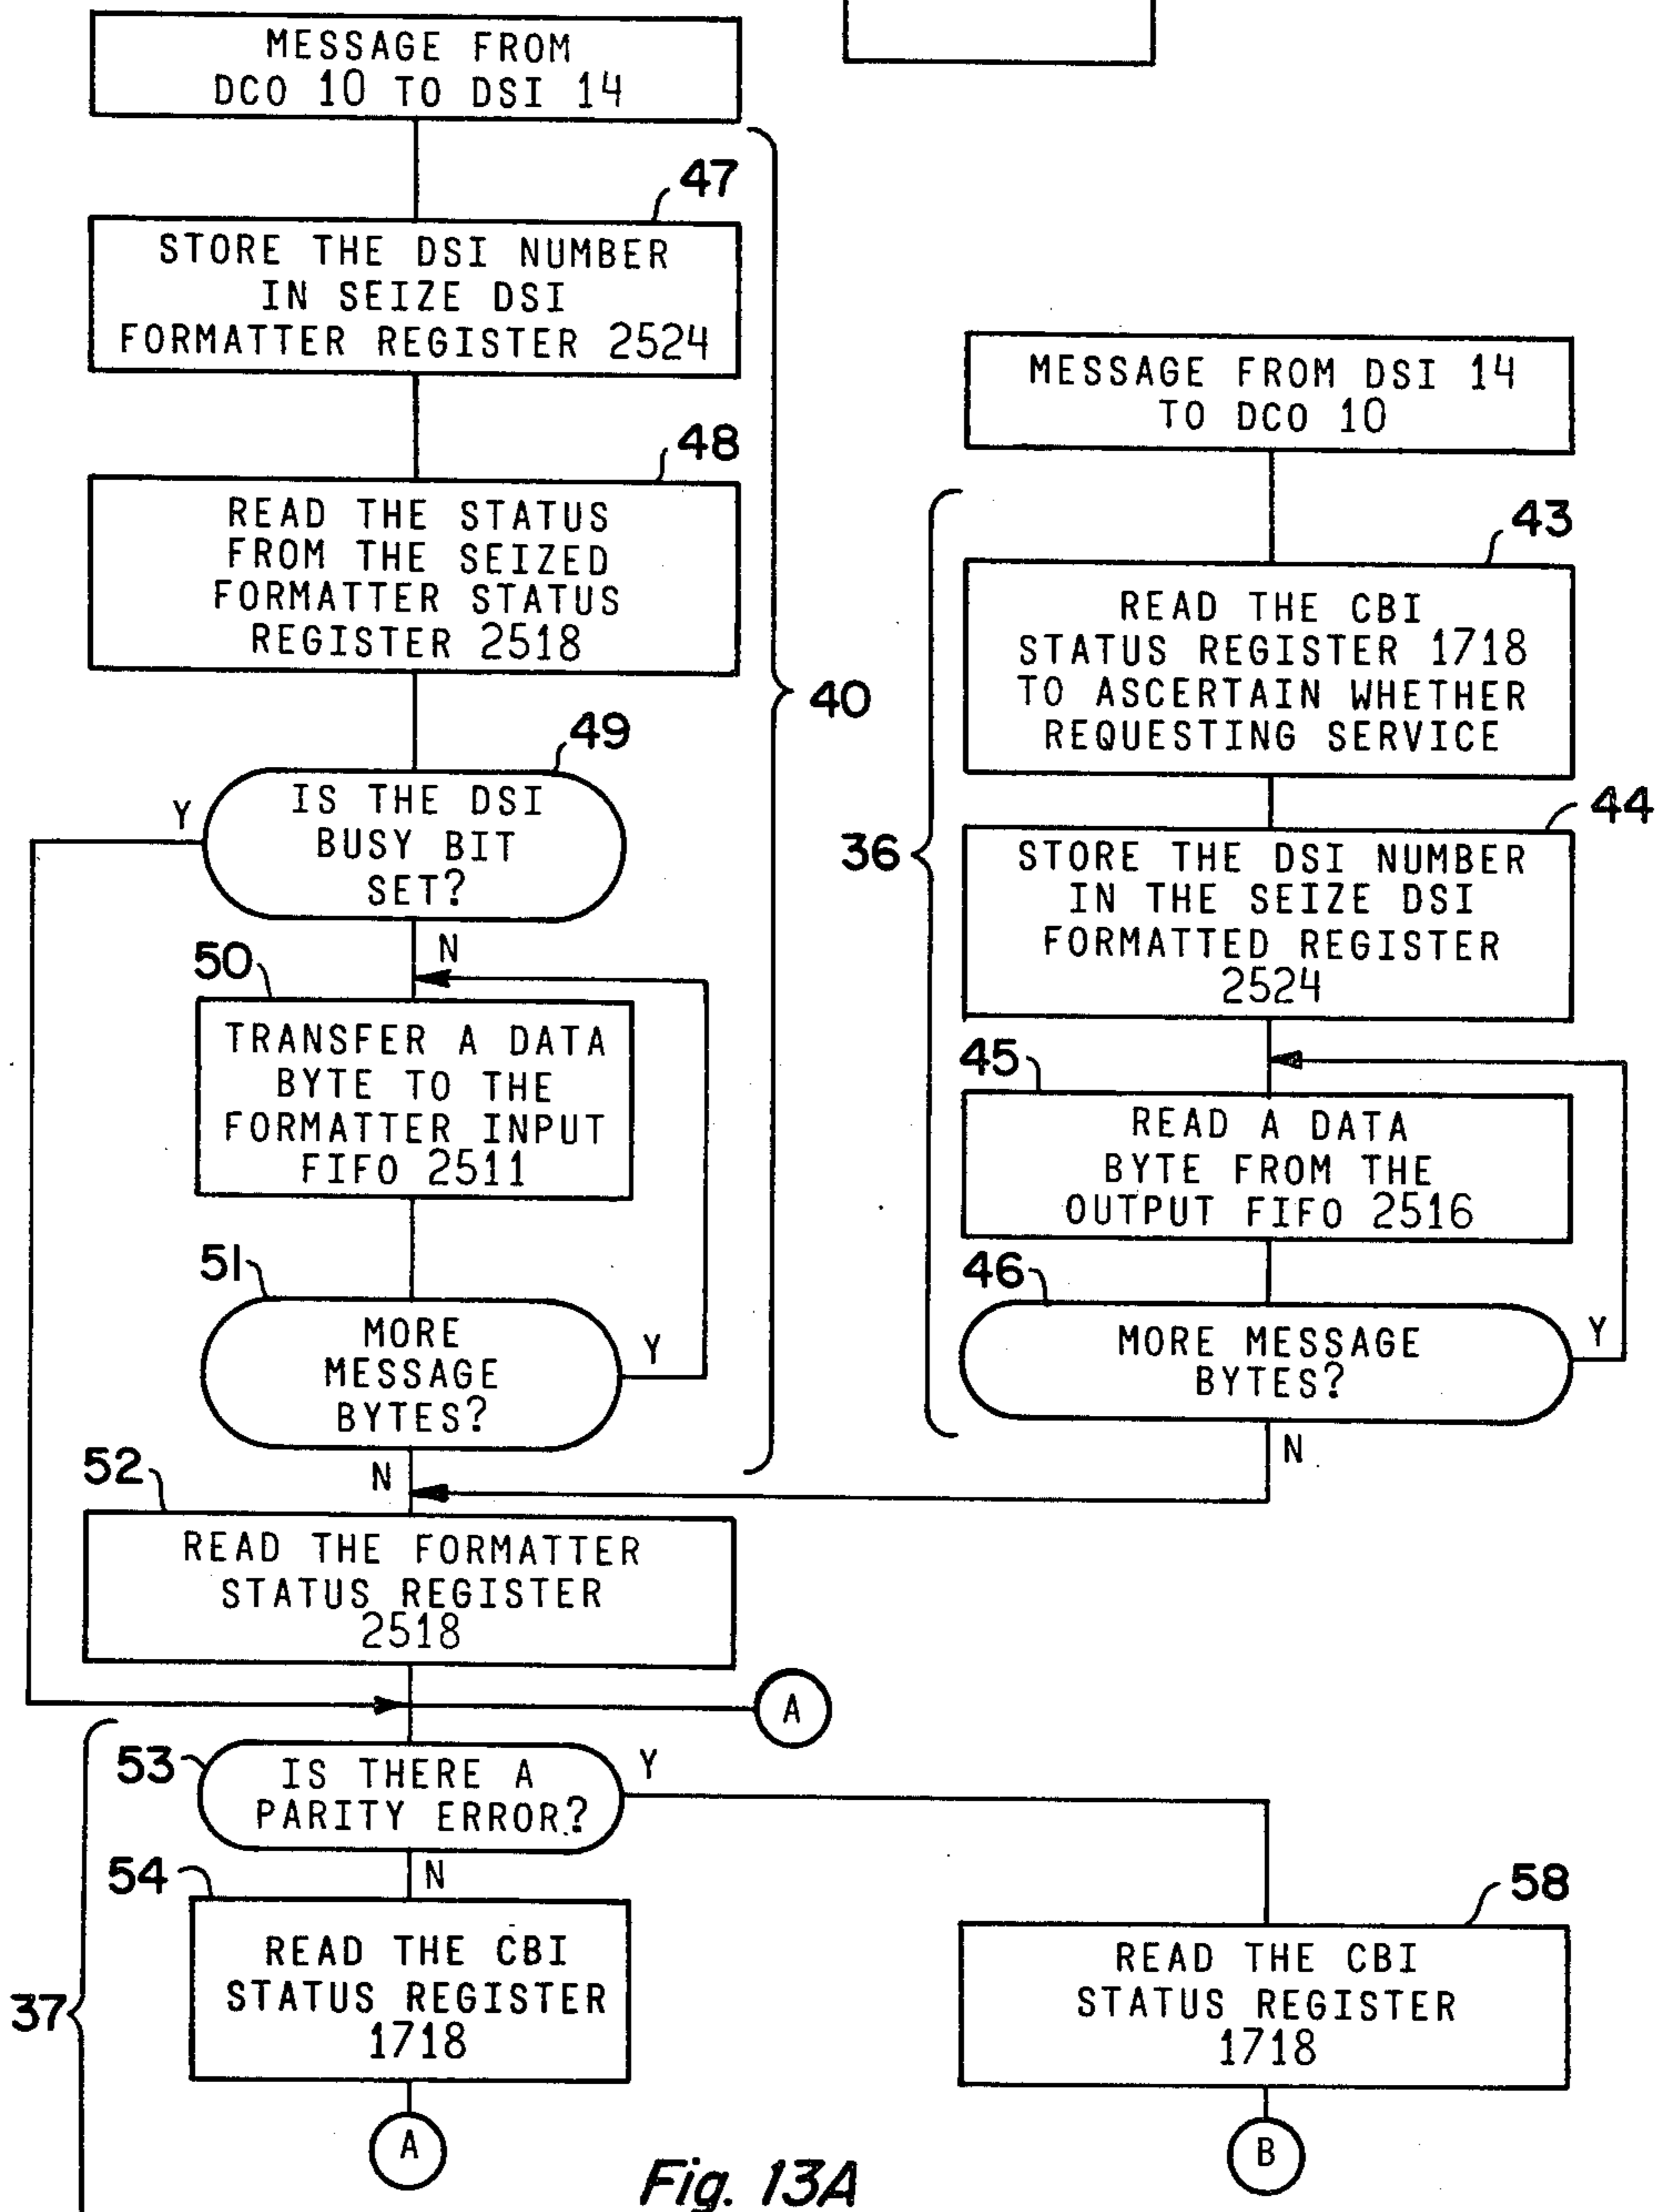 MESSAGE FROM
DCO 10 TO DSI 14
47
STORE THE DSI NUMBER
IN SEIZE DSI
FORMATTER REGISTER 2524
48
READ THE STATUS
FROM THE SEIZED
FORMATTER STATUS
REGISTER 2518
40
49
IS THE DSI
BUSY BIT
SET?
Y
N
50
TRANSFER A DATA
BYTE TO THE
FORMATTER INPUT
FIFO 2511
51
MORE
MESSAGE
BYTES?
Y
N
MESSAGE FROM DSI 14
TO DCO 10
36
43
READ THE CBI
STATUS REGISTER 1718
TO ASCERTAIN WHETHER
REQUESTING SERVICE
44
STORE THE DSI NUMBER
IN THE SEIZE DSI
FORMATTED REGISTER
2524
45
READ A DATA
BYTE FROM THE
OUTPUT FIFO 2516
46
MORE MESSAGE
BYTES?
Y
N
52
READ THE FORMATTER
STATUS REGISTER
2518
A
53
IS THERE A
PARITY ERROR?
Y
N
37
54
READ THE CBI
STATUS REGISTER
1718
A
58
READ THE CBI
STATUS REGISTER
1718
B
Fig. 13A